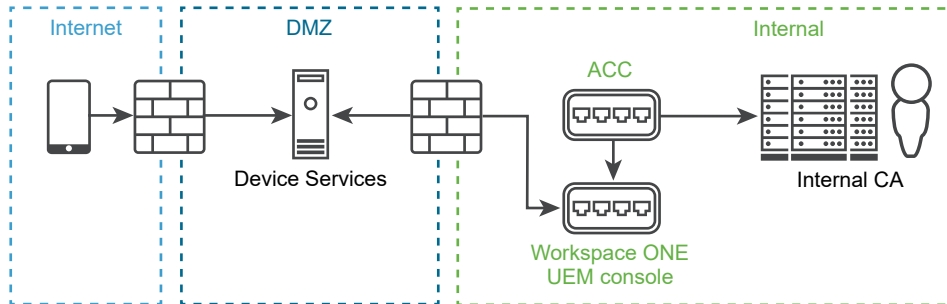 Internet
DMZ
Internal
ACC
Device Services
Internal CA
Workspace ONE
UEM console